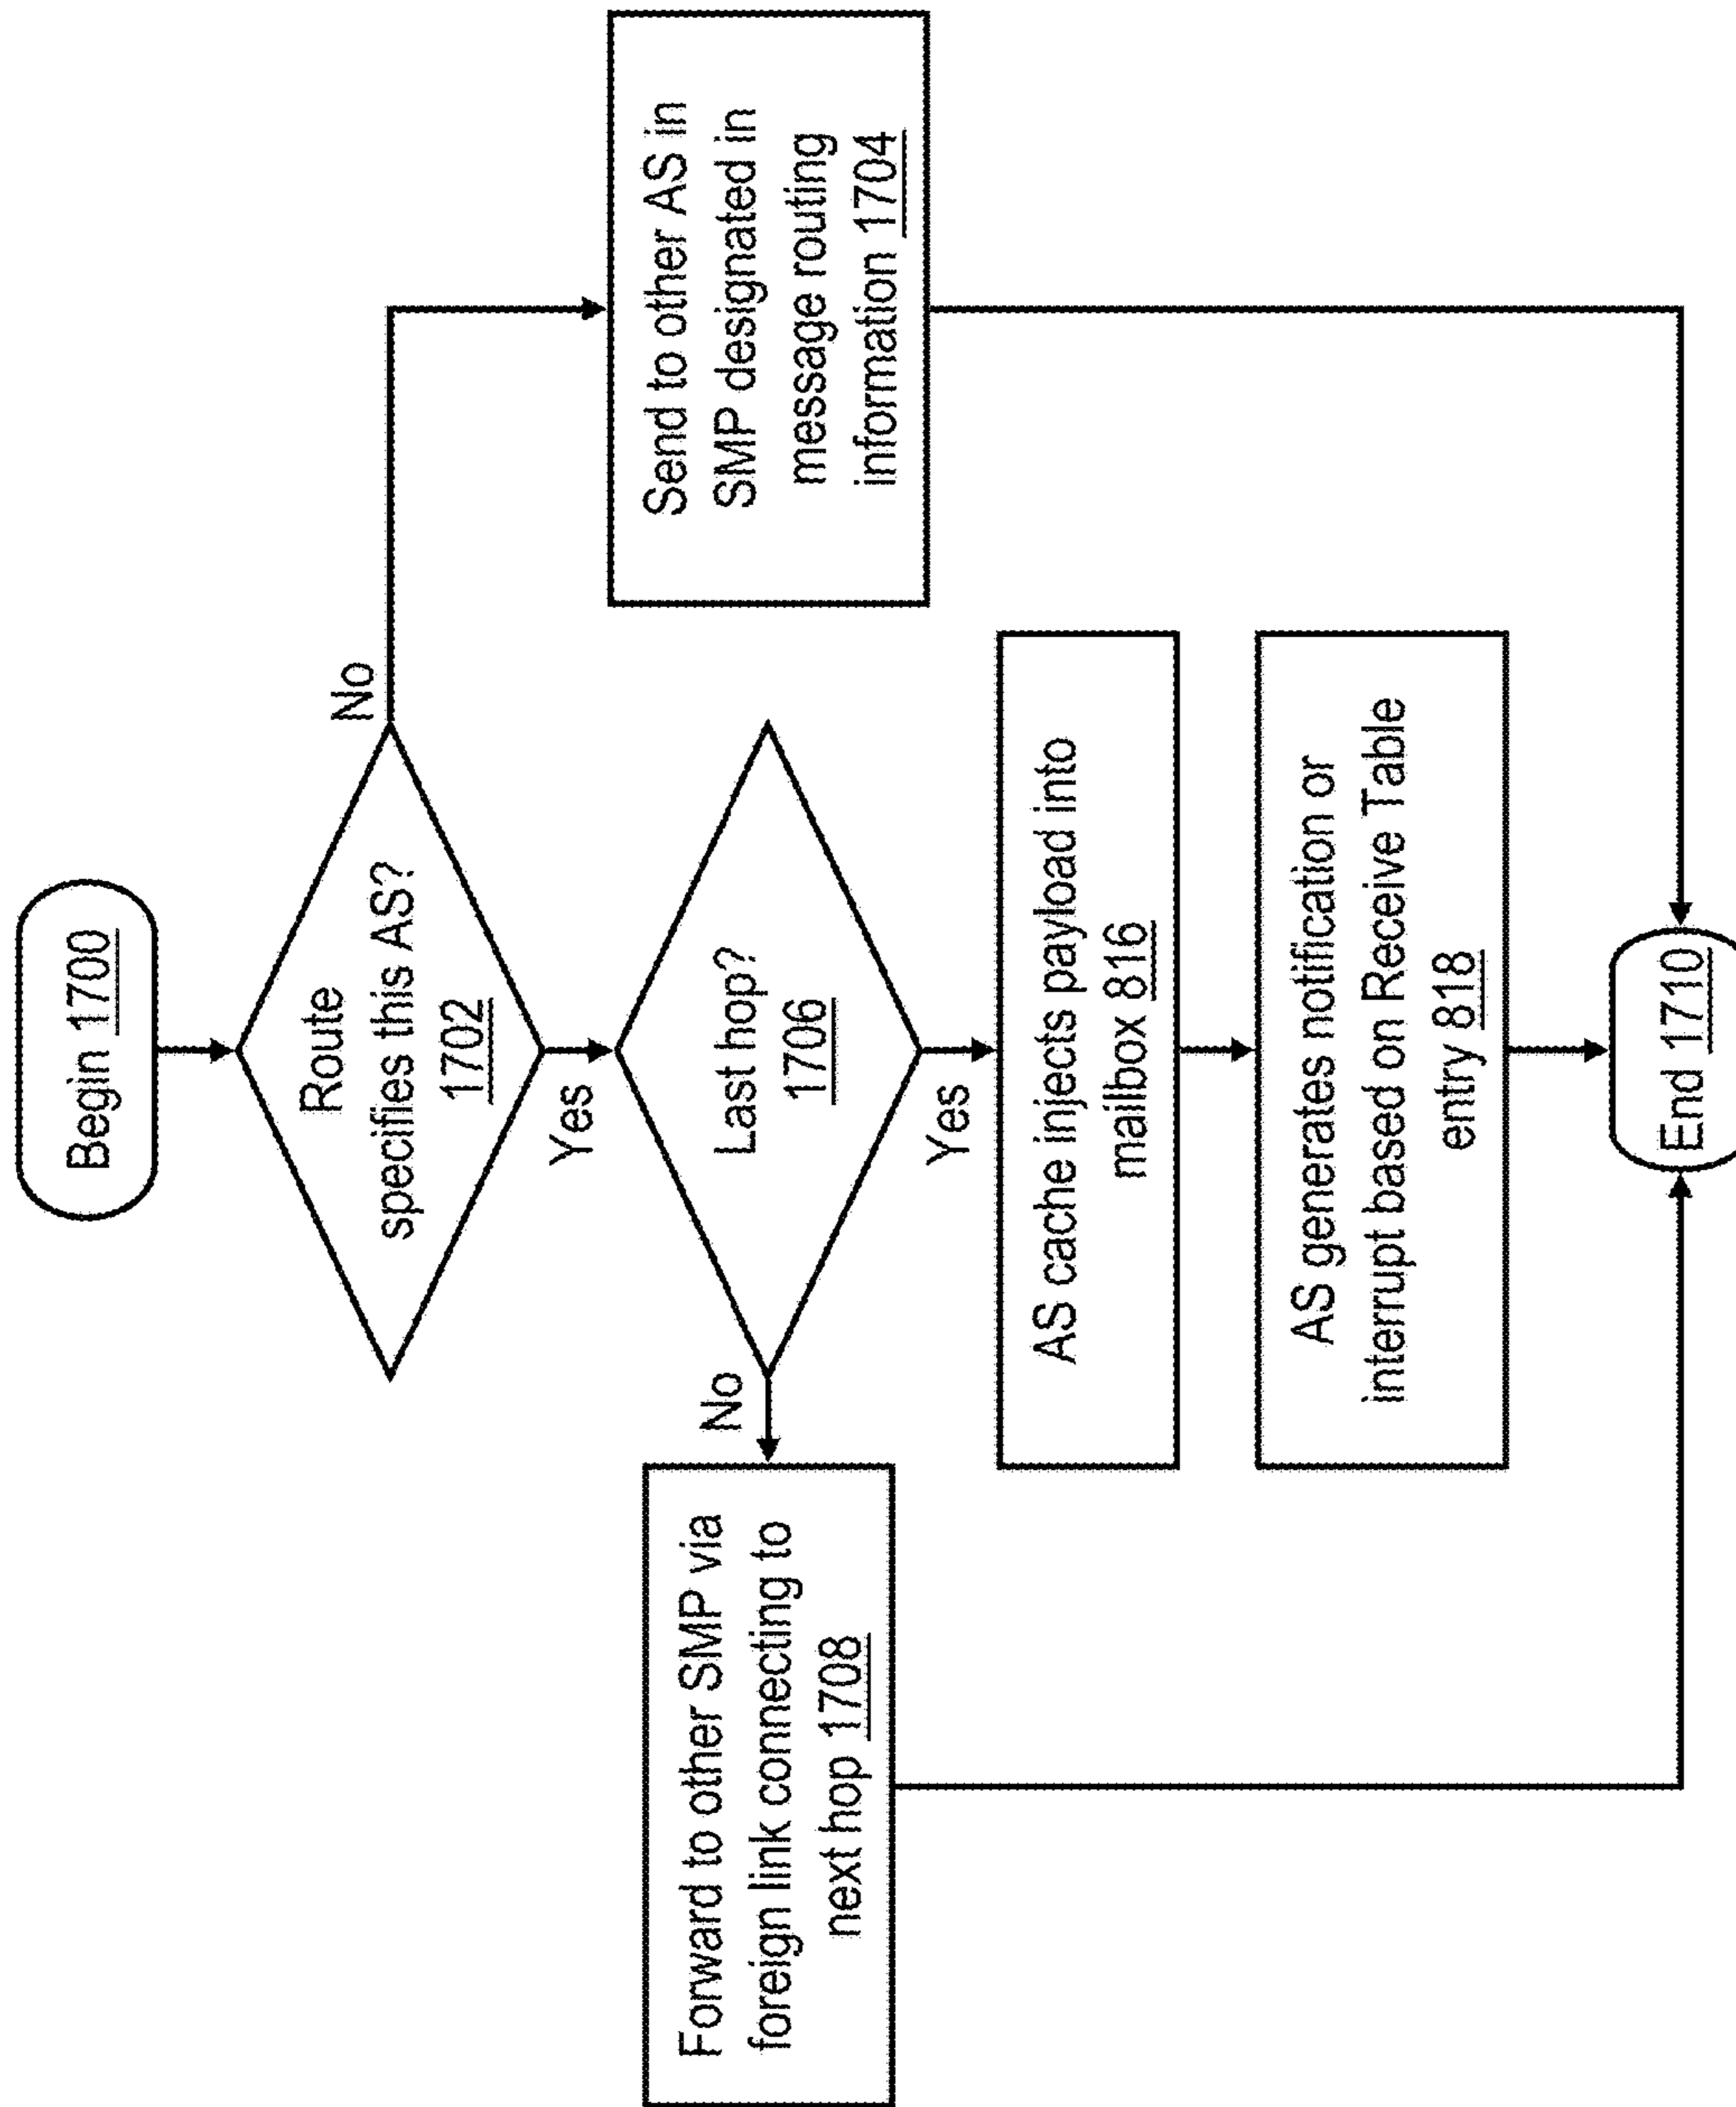 Begin 1700
Route
specifies this AS?
1702
No
Yes
Send to other AS in
SMP designated in
message routing
information 1704
Last hop?
1706
No
Yes
Forward to other SMP via
foreign link connecting to
next hop 1708
AS cache injects payload into
mailbox 816
AS generates notification or
interrupt based on Receive Table
entry 818
End 1710